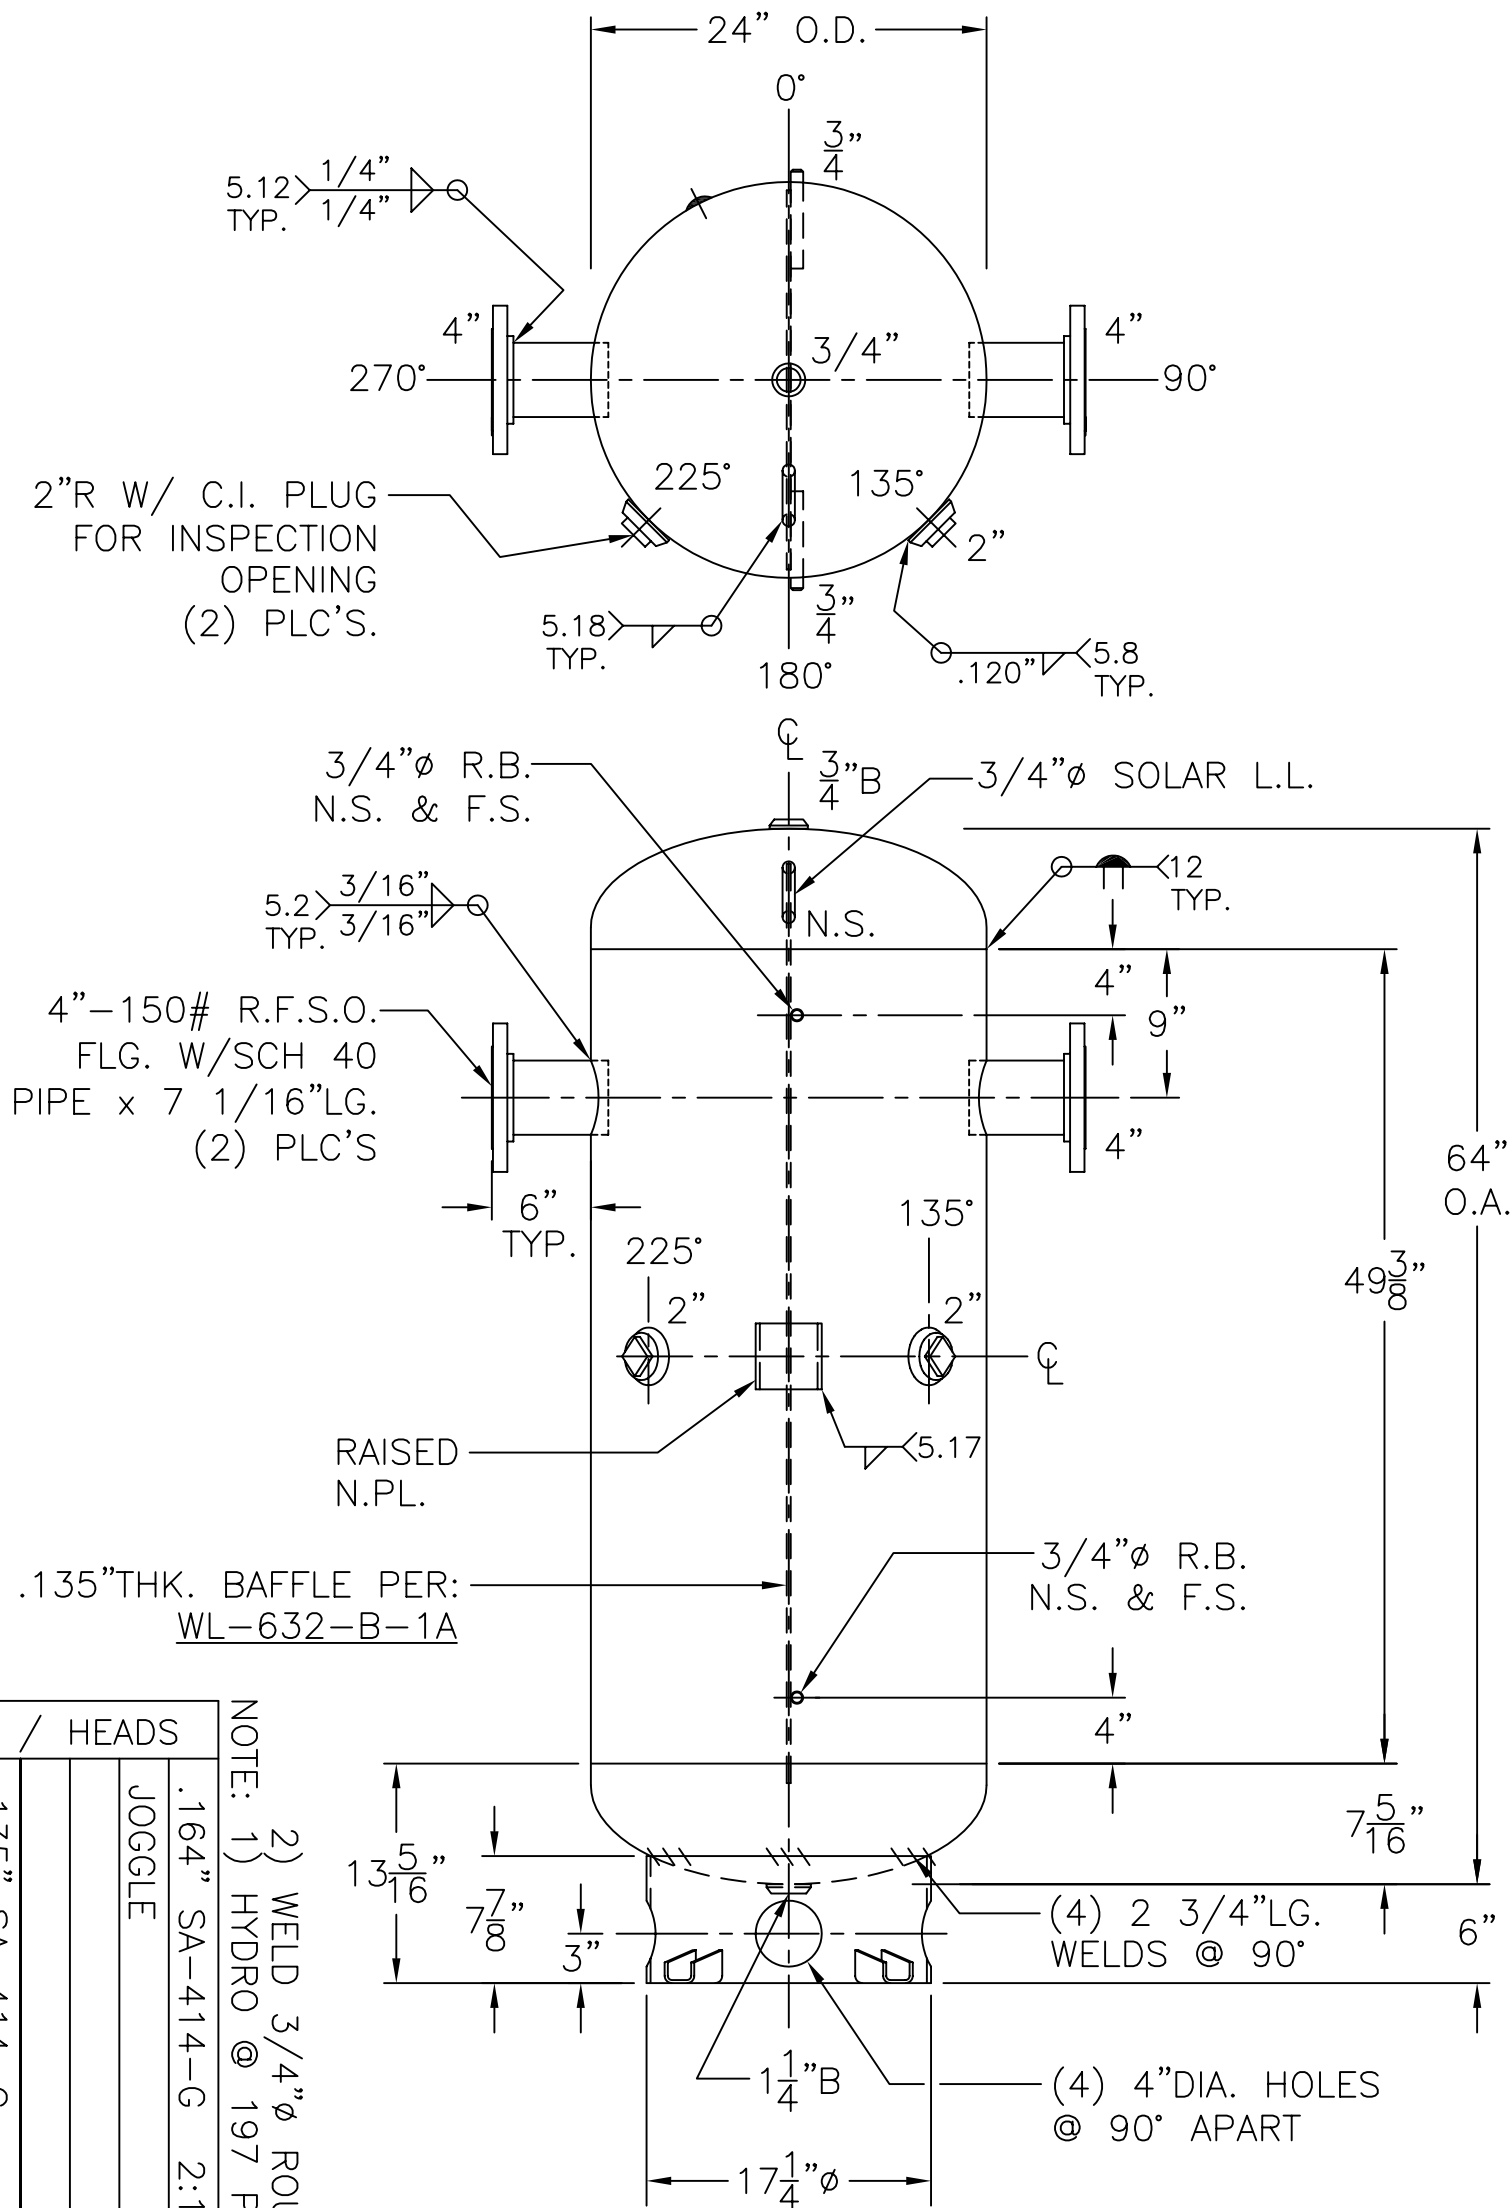 24" O.D.
0°
3/4"
5.12 1/4"
TYP. 1/4"
4"
4"
3/4"
270°
90°
225°
135°
2"R W/ C.I. PLUG
FOR INSPECTION
OPENING
(2) PLC'S.
2"
5.18
TYP.
3/4"
.120" 5.8
TYP.
180°
℄
3/4"ø R.B.
N.S. & F.S.
3/4"B
3/4"ø SOLAR L.L.
12
TYP.
5.2 3/16"
TYP. 3/16"
N.S.
4"
9"
4"-150# R.F.S.O.
FLG. W/SCH 40
PIPE x 7 1/16"LG.
(2) PLC'S
4"
64"
O.A.
6"
TYP.
135°
225°
2"
2"
49 3/8"
℄
RAISED
N.PL.
5.17
.135"THK. BAFFLE PER:
WL-632-B-1A
3/4"ø R.B.
N.S. & F.S.
4"
7 5/16"
13 5/16"
7 7/8"
3"
(4) 2 3/4"LG.
WELDS @ 90°
6"
1 1/4"B
(4) 4"DIA. HOLES
@ 90° APART
17 1/4"ø
NOTE: 1) HYDRO @ 197
2) WELD 3/4"ø
/ HEADS
.164" SA-414-G
JOGGLE